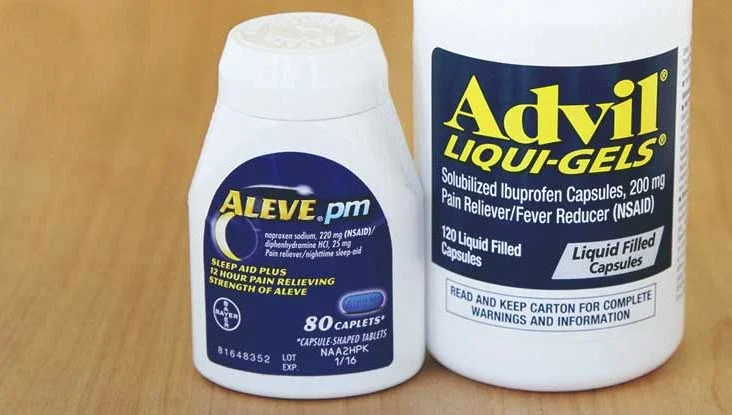 ALEVE.pm
naproxen sodium, 220 mg (NSAID)/
diphenhydramine HCl, 25 mg
Pain reliever/nighttime sleep-aid
SLEEP AID PLUS
12 HOUR PAIN RELIEVING
STRENGTH OF ALEVE
BAYER
BAYER
80 CAPLETS*
*CAPSULE-SHAPED TABLETS
81648352 LOT NAA2HPK
EXP. 1/16
Advil®
LIQUI-GELS®
Solubilized Ibuprofen Capsules, 200 mg
Pain Reliever/Fever Reducer (NSAID)
120 Liquid Filled
Capsules
Liquid Filled
Capsules
READ AND KEEP CARTON FOR COMPLETE
WARNINGS AND INFORMATION